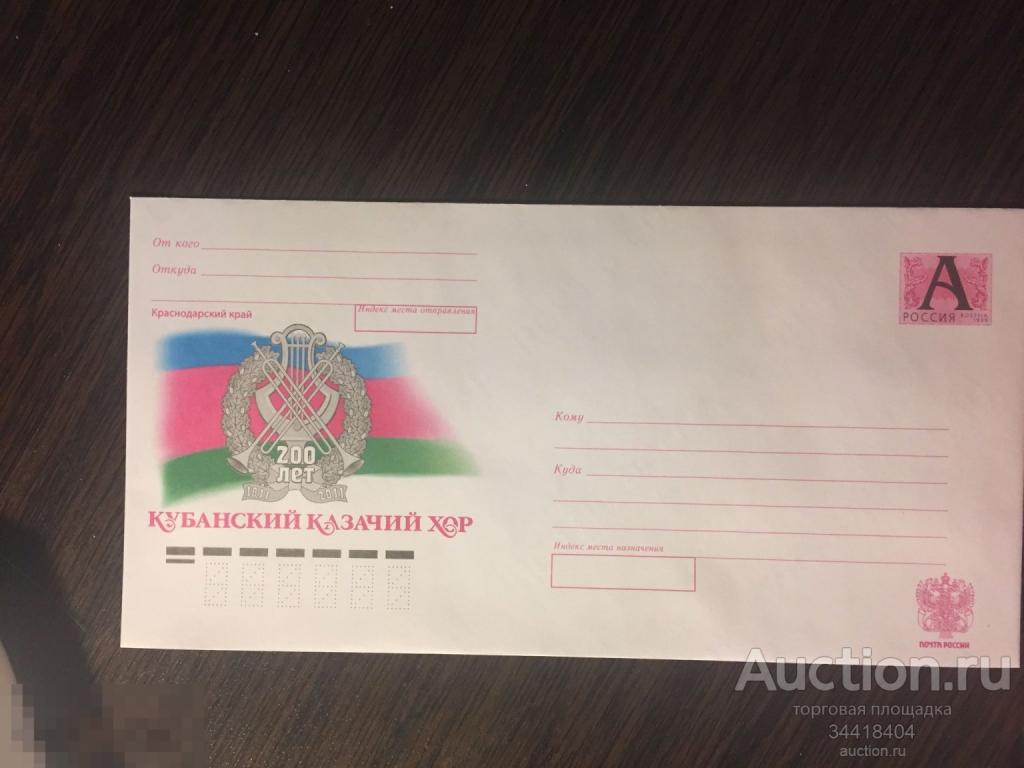 От кого
Откуда
Краснодарский край
Индекс места отправления
А
РОССИЯ
200
ЛЕТ
1811 2011
КУБАНСКИЙ КАЗАЧИЙ ХОР
Кому
Куда
Индекс места назначения
ПОЧТА РОССИИ
Auction.ru
торговая площадка
34418404
auction.ru